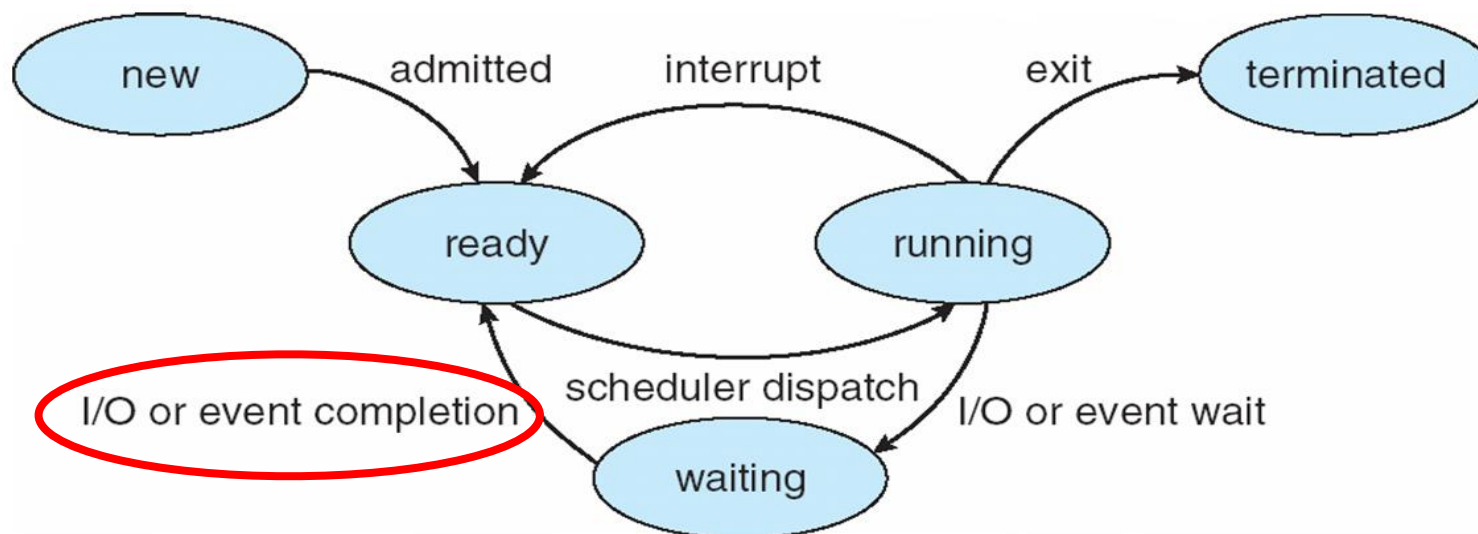 new
admitted
interrupt
exit
terminated
ready
running
scheduler dispatch
I/O or event completion
I/O or event wait
waiting